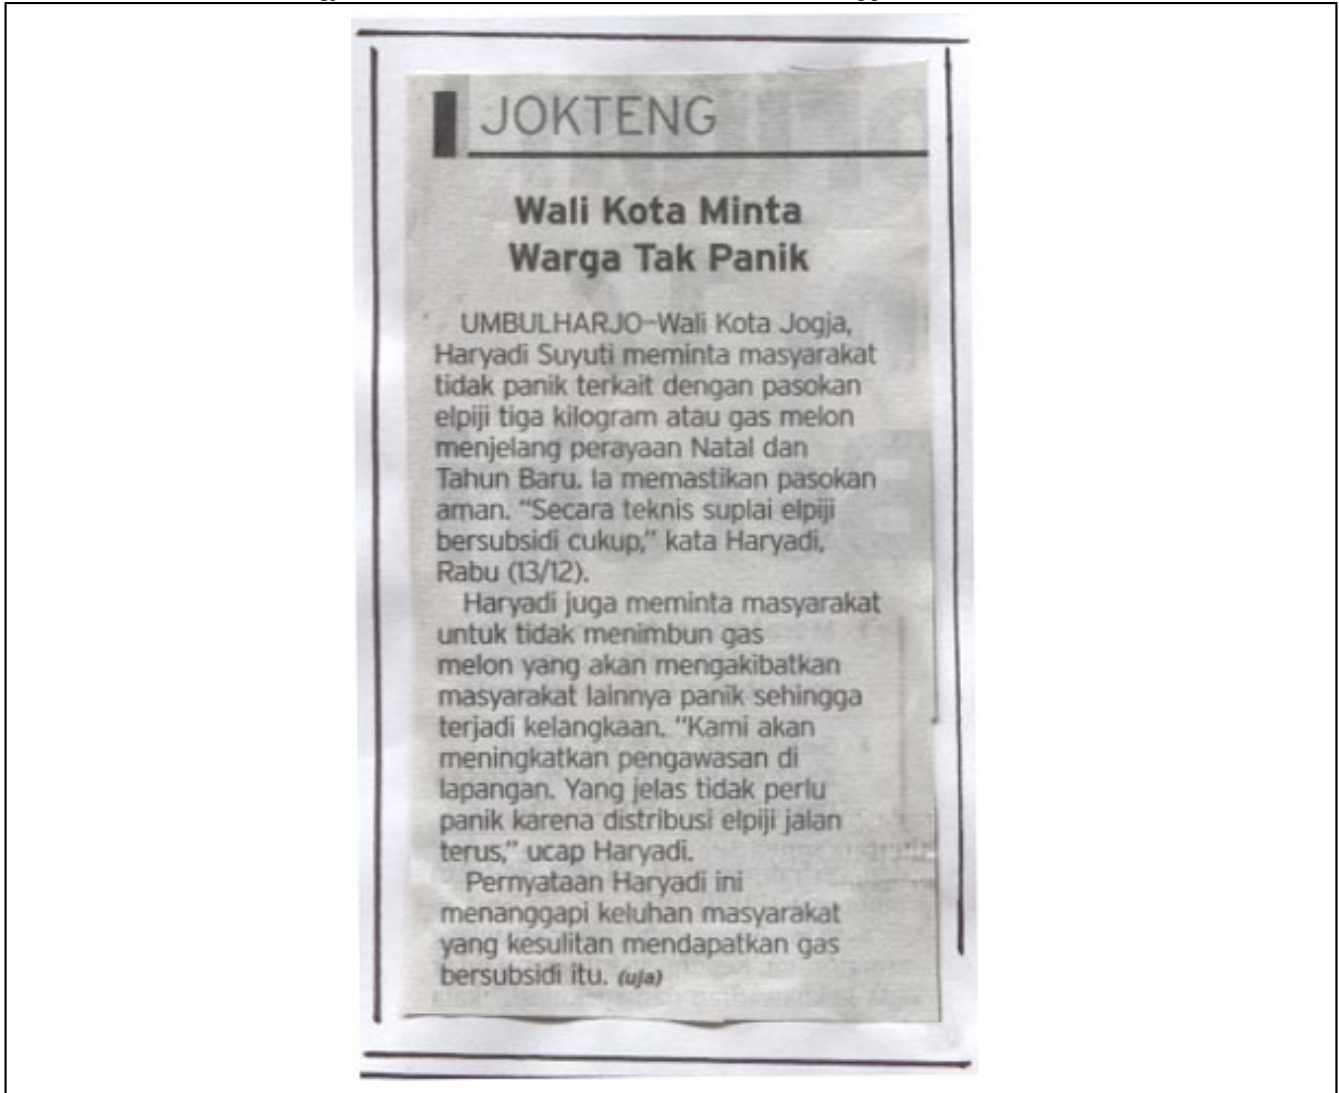 JOKTENG
Wali Kota Minta
Warga Tak Panik
UMBULHARJO–Wali Kota Jogja,
Haryadi Suyuti meminta masyarakat
tidak panik terkait dengan pasokan
elpiji tiga kilogram atau gas melon
menjelang perayaan Natal dan
Tahun Baru. Ia memastikan pasokan
aman. “Secara teknis suplai elpiji
bersubsidi cukup,” kata Haryadi,
Rabu (13/12).
Haryadi juga meminta masyarakat
untuk tidak menimbun gas
melon yang akan mengakibatkan
masyarakat lainnya panik sehingga
terjadi kelangkaan. “Kami akan
meningkatkan pengawasan di
lapangan. Yang jelas tidak perlu
panik karena distribusi elpiji jalan
terus,” ucap Haryadi.
Pernyataan Haryadi ini
menanggapi keluhan masyarakat
yang kesulitan mendapatkan gas
bersubsidi itu. (uja)